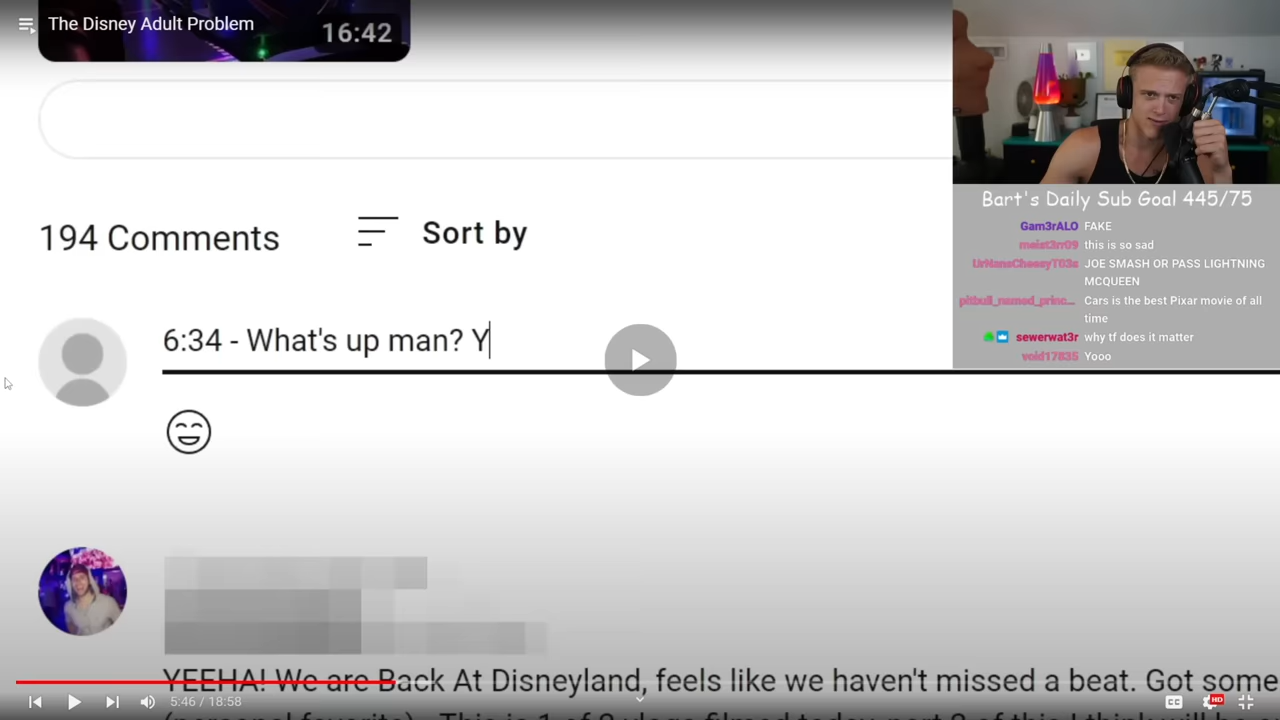 The Disney Adult Problem
16:42
194 Comments
Sort by
6:34 - What's up man? Y
YEEHA! We are Back At Disneyland, feels like we haven't missed a beat. Got some
Bart's Daily Sub Goal 445/75
Gam3rALO FAKE
meist3rr09 this is so sad
UrNansCheesyT03s JOE SMASH OR PASS LIGHTNING
MCQUEEN
pitbull_named_princ... Cars is the best Pixar movie of all
time
sewerwat3r why tf does it matter
void17835 Yooo
5:46 / 18:58
CC
HD